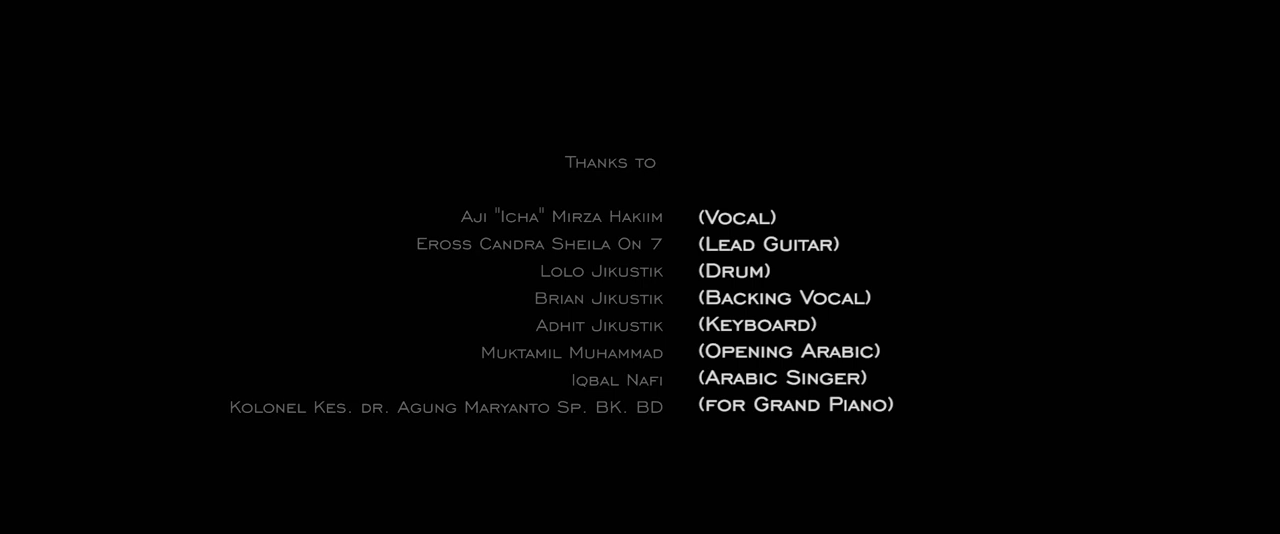 Thanks to
Aji "Icha" Mirza Hakiim (Vocal)
Eross Candra Sheila On 7 (Lead Guitar)
Lolo Jikustik (Drum)
Brian Jikustik (Backing Vocal)
Adhit Jikustik (Keyboard)
Muktamil Muhammad (Opening Arabic)
Iqbal Nafi (Arabic Singer)
Kolonel Kes. dr. Agung Maryanto Sp. BK. BD (for Grand Piano)